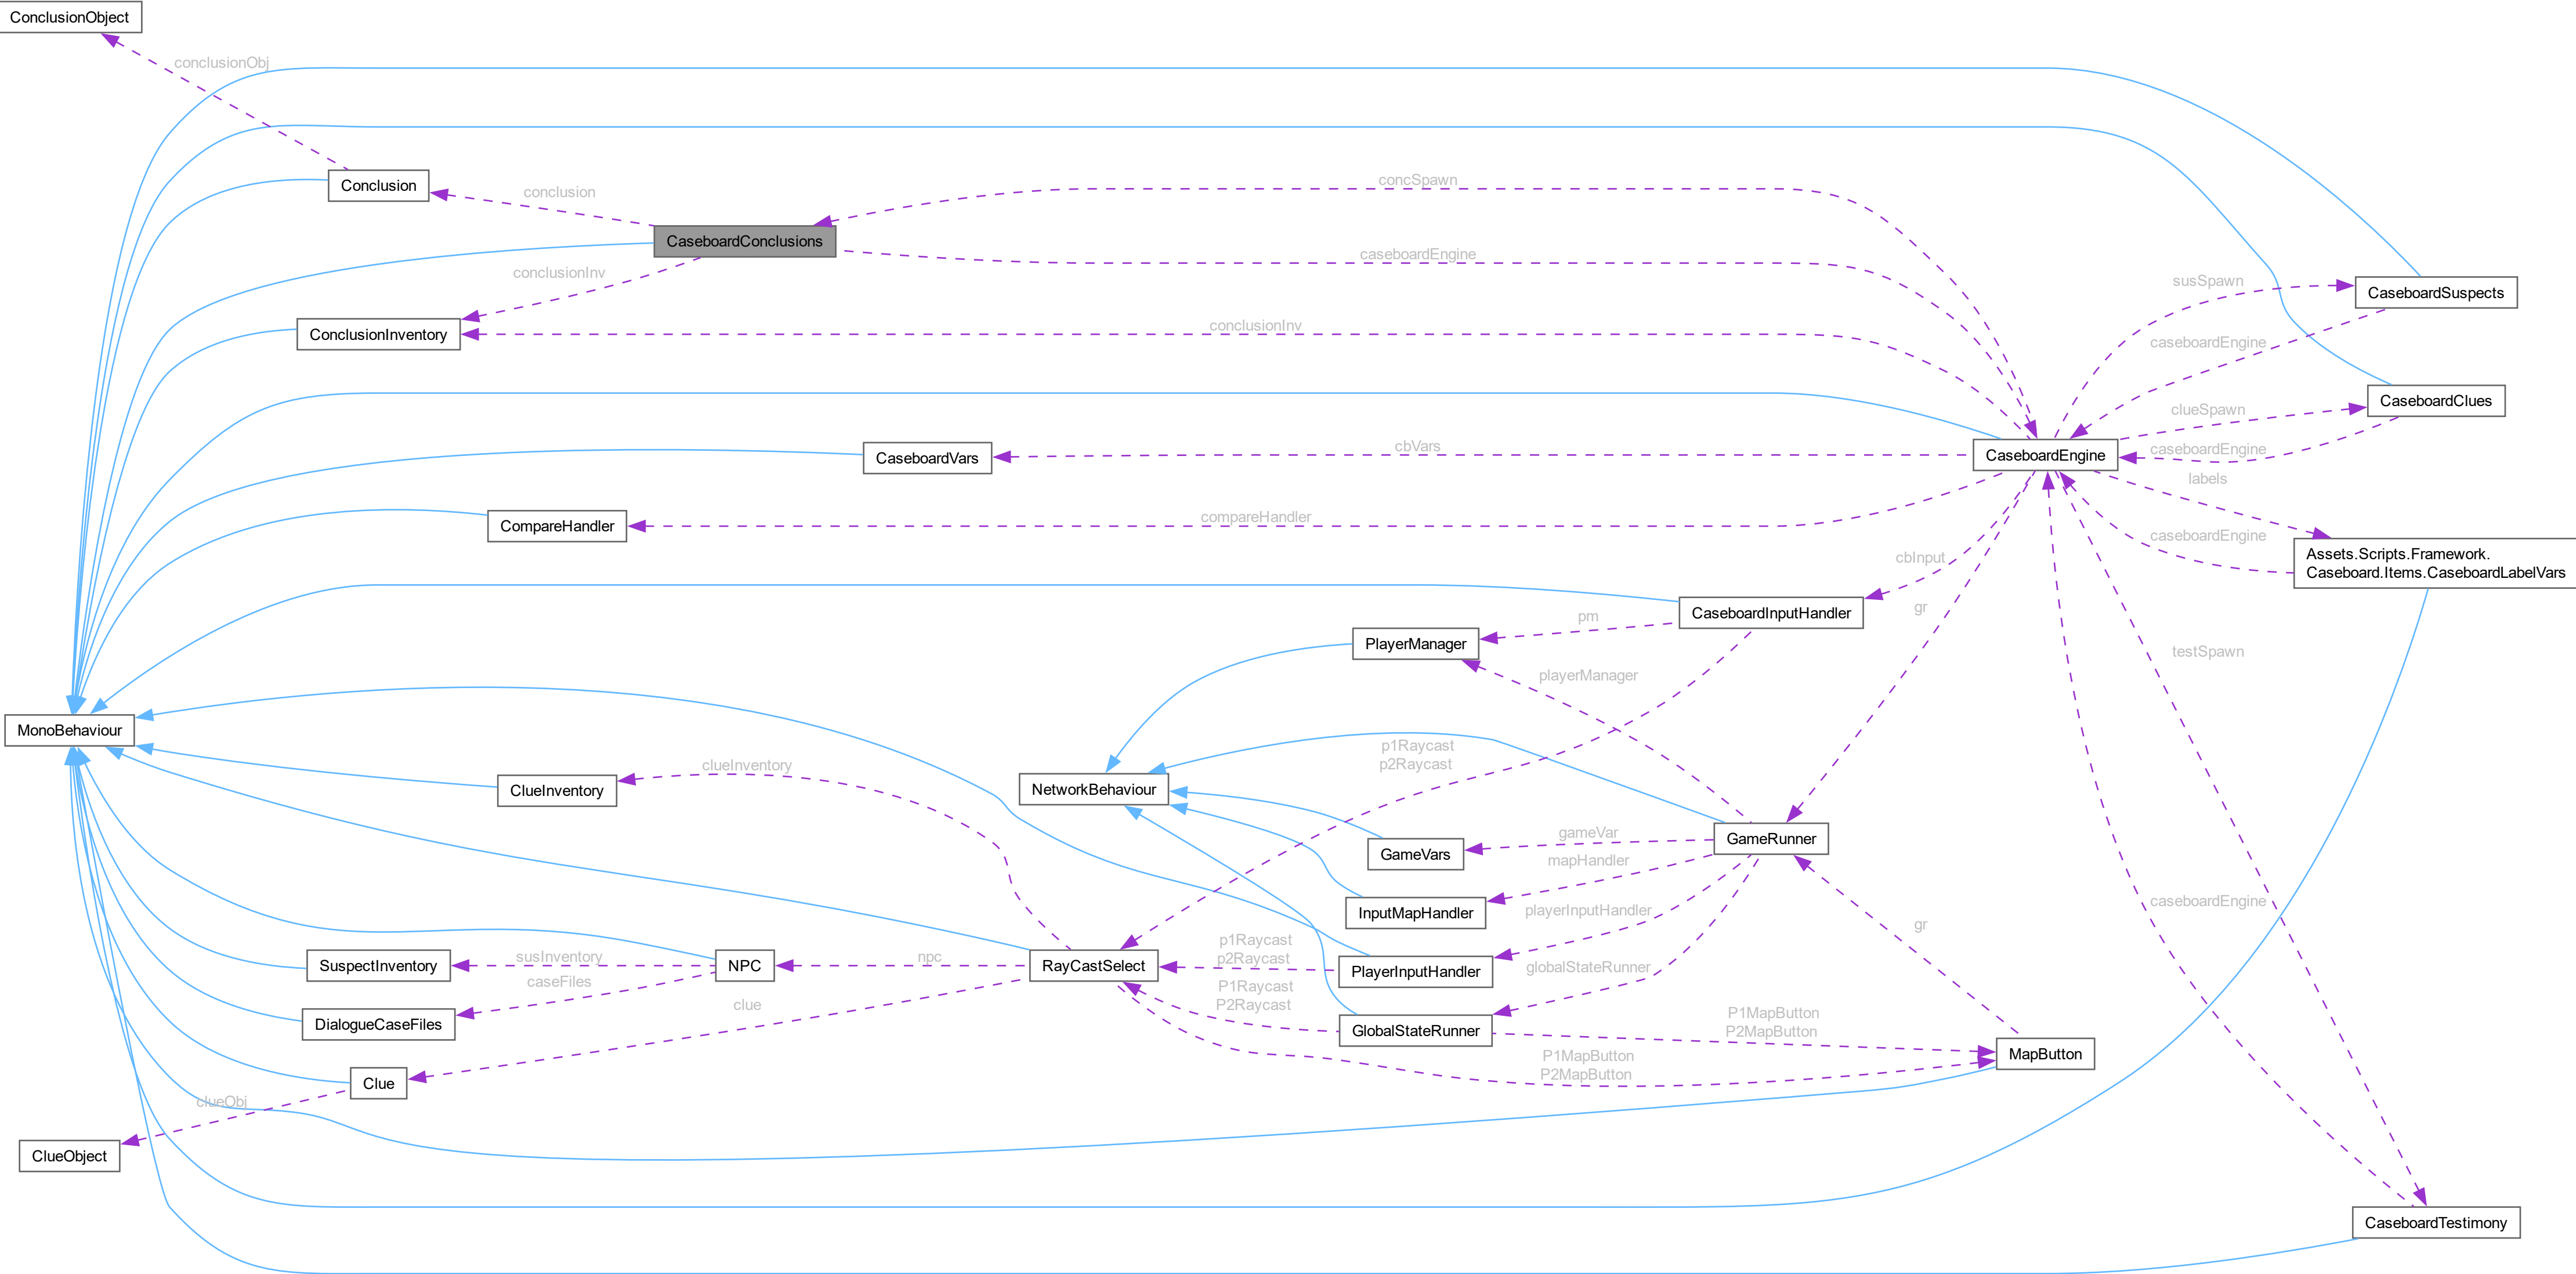 ConclusionObject
conclusionObj
Conclusion
conclusion
concSpawn
CaseboardConclusions
caseboardEngine
conclusionInv
susSpawn
CaseboardSuspects
ConclusionInventory
conclusionInv
caseboardEngine
CaseboardClues
clueSpawn
cbVars
CaseboardVars
CaseboardEngine
caseboardEngine
labels
CompareHandler
compareHandler
caseboardEngine
Assets.Scripts.Framework.
Caseboard.Items.CaseboardLabelVars
cbInput
CaseboardInputHandler
gr
pm
PlayerManager
testSpawn
playerManager
MonoBehaviour
p1Raycast
p2Raycast
clueInventory
ClueInventory
NetworkBehaviour
gameVar
GameRunner
GameVars
mapHandler
caseboardEngine
playerInputHandler
InputMapHandler
gr
p1Raycast
p2Raycast
susInventory
npc
SuspectInventory
NPC
RayCastSelect
PlayerInputHandler
globalStateRunner
caseFiles
P1Raycast
P2Raycast
clue
P1MapButton
P2MapButton
DialogueCaseFiles
GlobalStateRunner
P1MapButton
P2MapButton
MapButton
Clue
clueObj
ClueObject
CaseboardTestimony